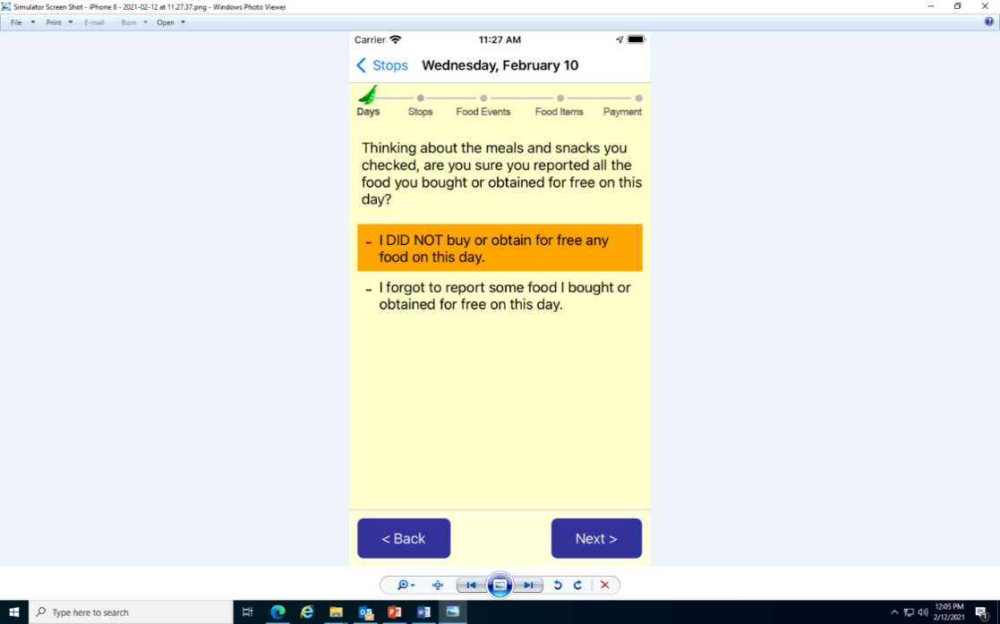 Simulator Screen Shot - iPhone 8 - 2021-02-12 at 11.27.37.png - Windows Photo Viewer
File Print E-mail Burn Open
Carrier 11:27 AM
Stops Wednesday, February 10
Days Stops Food Events Food Items Payment
Thinking about the meals and snacks you
checked, are you sure you reported all the
food you bought or obtained for free on this
day?
- I DID NOT buy or obtain for free any
food on this day.
- I forgot to report some food I bought or
obtained for free on this day.
< Back Next >
Type here to search
12:05 PM
2/12/2021